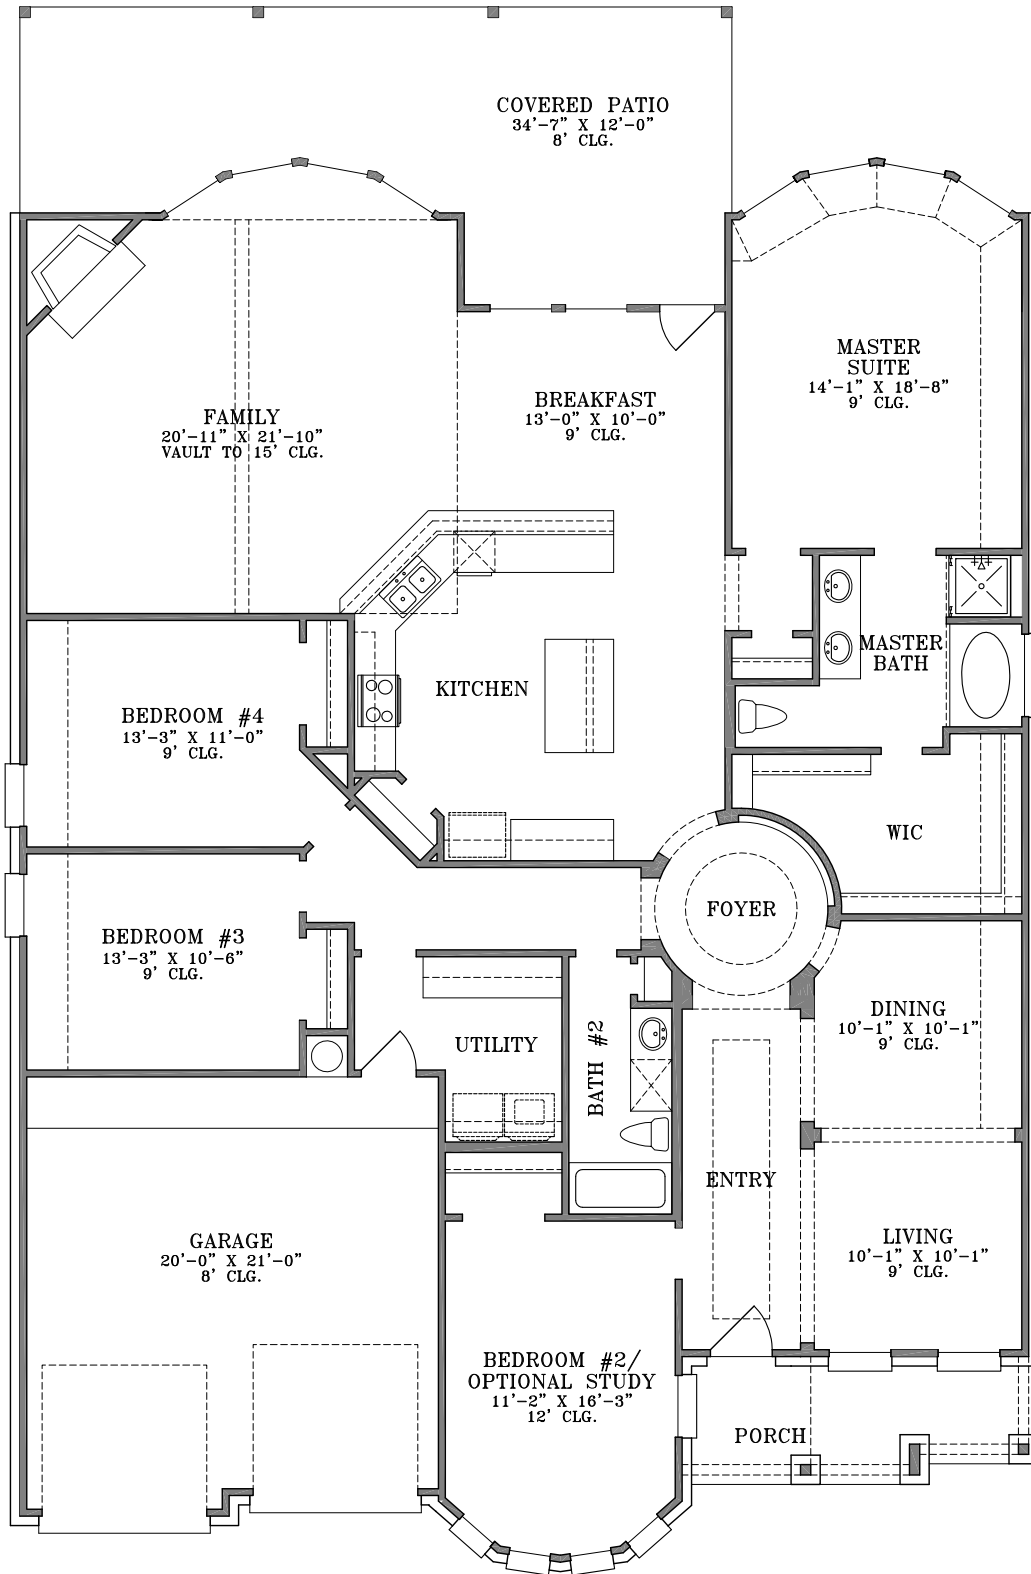 COVERED PATIO
34'-7" X 12'-0"
8' CLG.
MASTER
SUITE
14'-1" X 18'-8"
9' CLG.
BREAKFAST
13'-0" X 10'-0"
9' CLG.
FAMILY
20'-11" X 21'-10"
VAULT TO 15' CLG.
MASTER
BATH
KITCHEN
BEDROOM #4
13'-3" X 11'-0"
9' CLG.
WIC
FOYER
BEDROOM #3
13'-3" X 10'-6"
9' CLG.
DINING
10'-1" X 10'-1"
9' CLG.
UTILITY
BATH #2
ENTRY
LIVING
10'-1" X 10'-1"
9' CLG.
GARAGE
20'-0" X 21'-0"
8' CLG.
BEDROOM #2/
OPTIONAL STUDY
11'-2" X 16'-3"
12' CLG.
PORCH